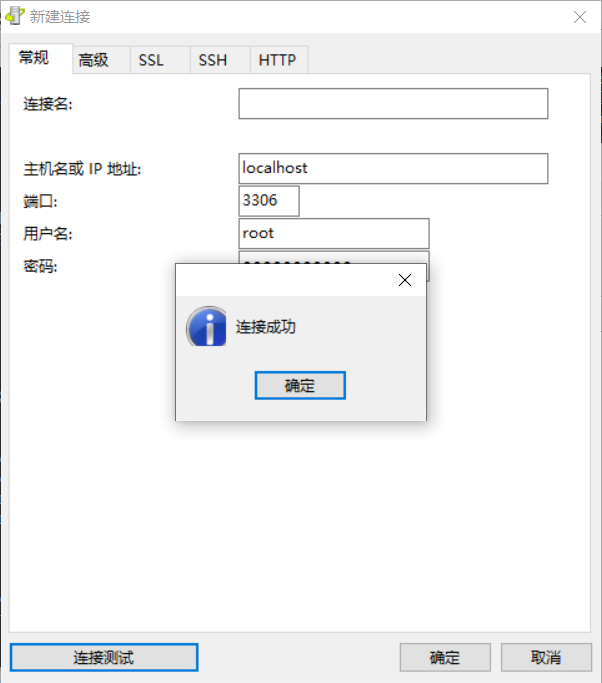 新建连接
常规 高级 SSL SSH HTTP
连接名:
主机名或 IP 地址: localhost
端口: 3306
用户名: root
密码:
连接成功
确定
连接测试 确定 取消